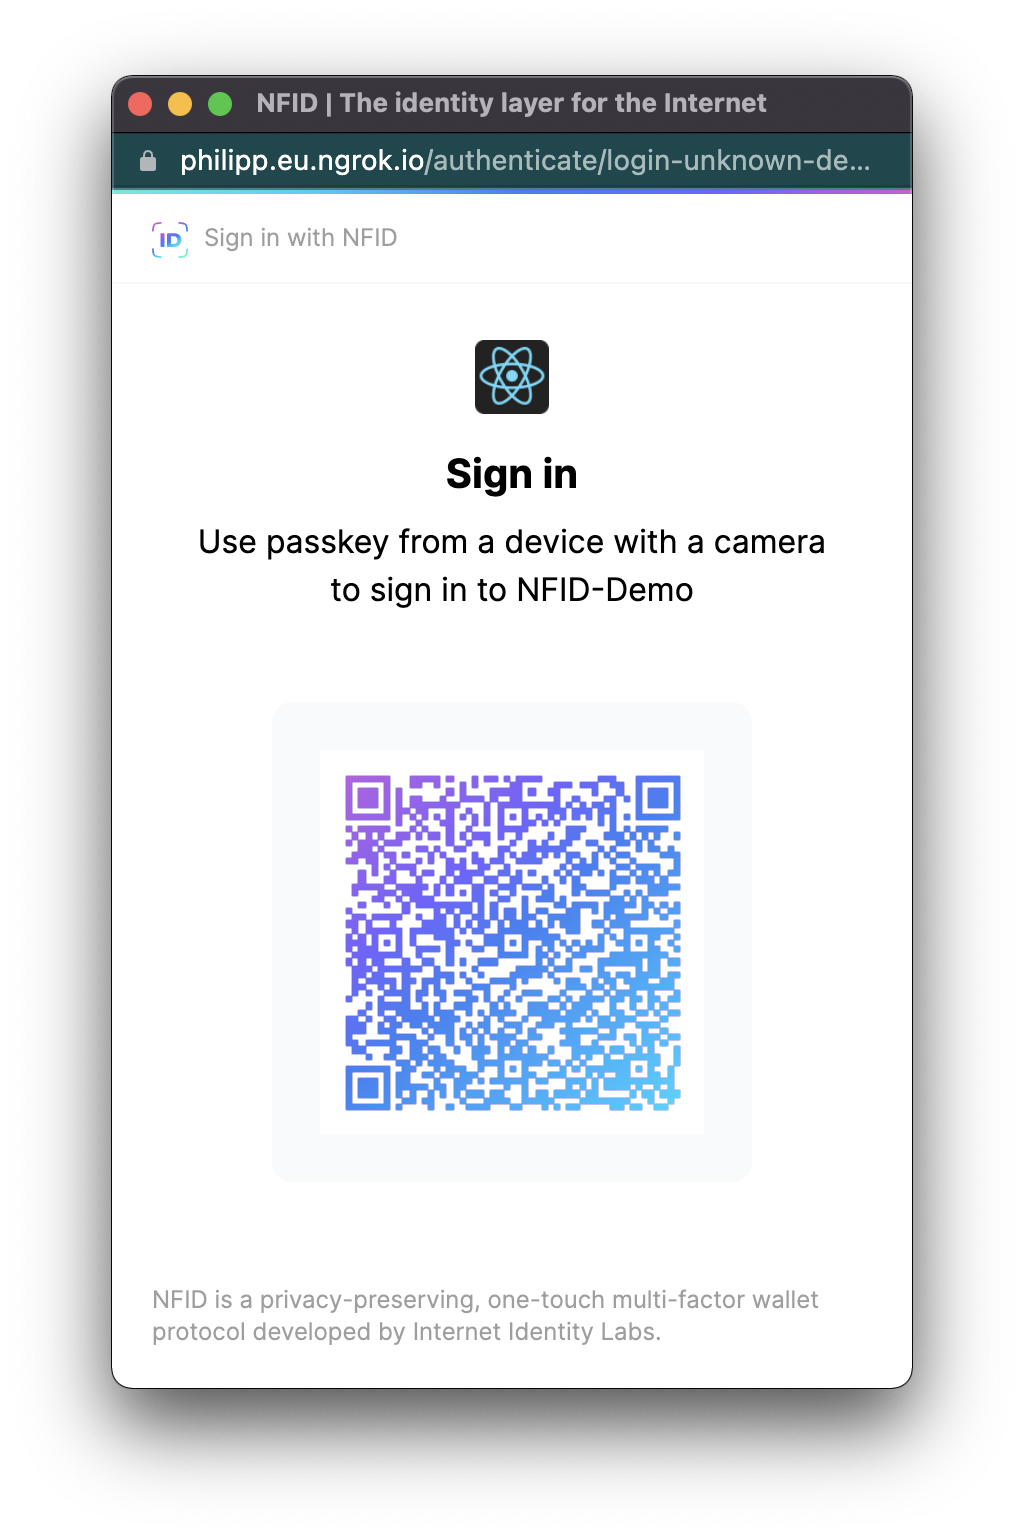 NFID | The identity layer for the Internet
philipp.eu.ngrok.io/authenticate/login-unknown-de...
ID Sign in with NFID
Sign in
Use passkey from a device with a camera
to sign in to NFID-Demo
NFID is a privacy-preserving, one-touch multi-factor wallet
protocol developed by Internet Identity Labs.